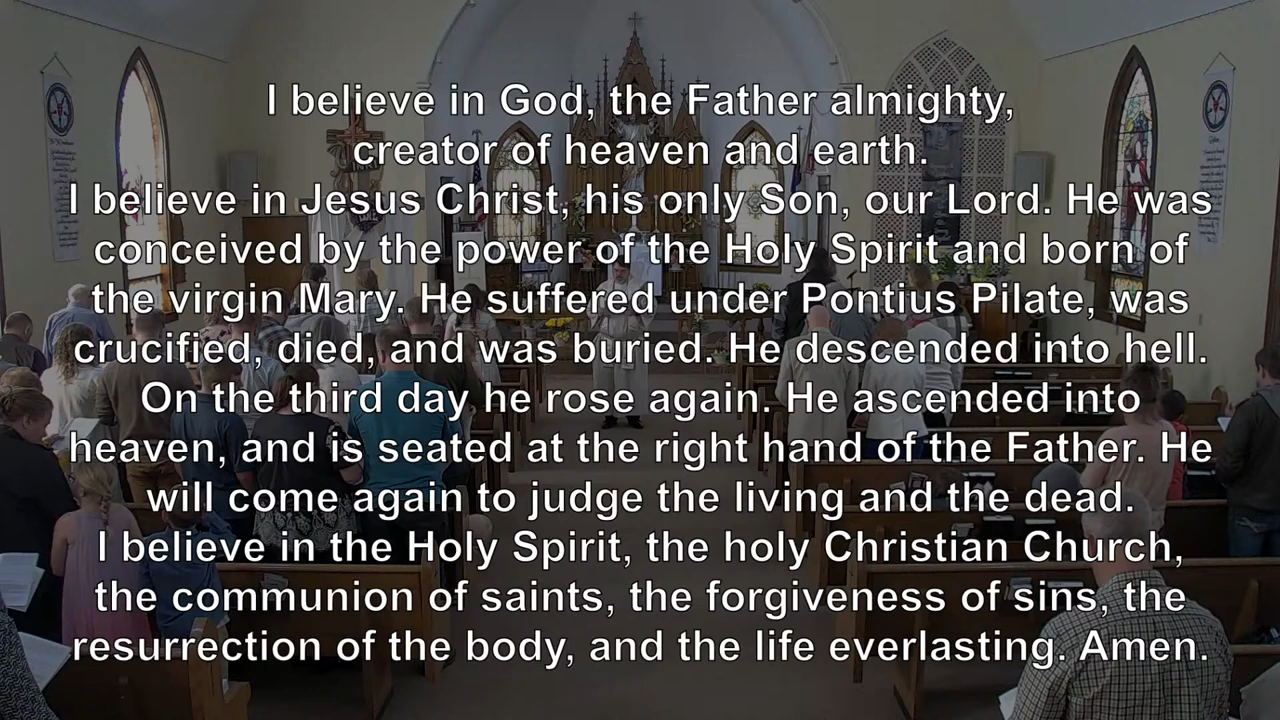 I believe in God, the Father almighty,
creator of heaven and earth.
I believe in Jesus Christ, his only Son, our Lord. He was
conceived by the power of the Holy Spirit and born of
the virgin Mary. He suffered under Pontius Pilate, was
crucified, died, and was buried. He descended into hell.
On the third day he rose again. He ascended into
heaven, and is seated at the right hand of the Father. He
will come again to judge the living and the dead.
I believe in the Holy Spirit, the holy Christian Church,
the communion of saints, the forgiveness of sins, the
resurrection of the body, and the life everlasting. Amen.